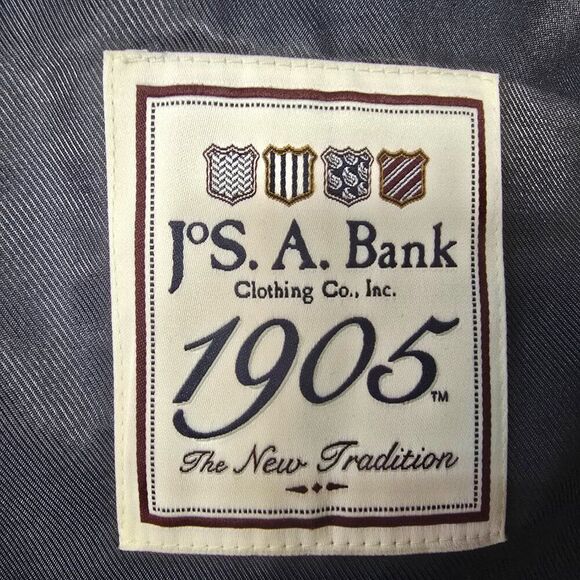 JoS. A. Bank
Clothing Co., Inc.
1905™
The New Tradition